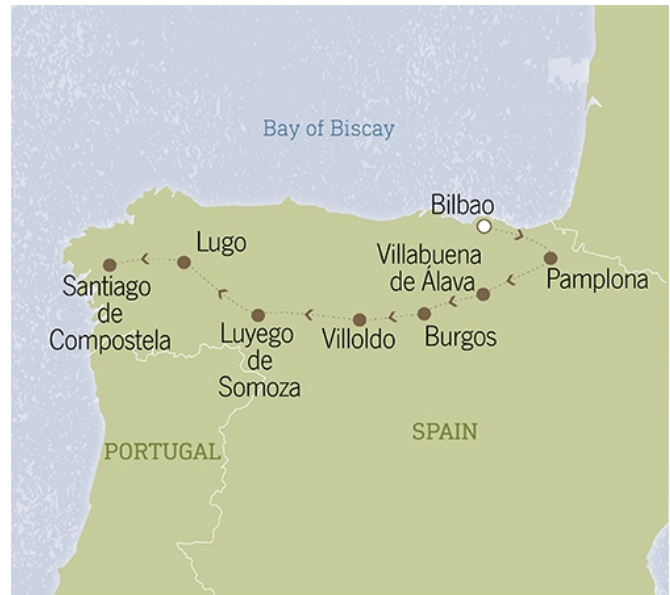 Bay of Biscay
Bilbao
Lugo
Villabuena
de Álava
Pamplona
Santiago
de
Compostela
Luyego
de
Somoza
Villoldo
Burgos
PORTUGAL
SPAIN